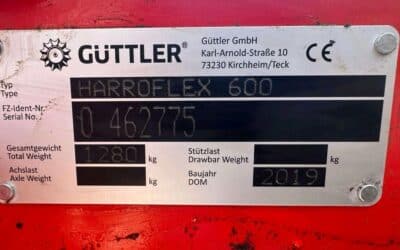 GÜTTLER®
Güttler GmbH
Karl-Arnold-Straße 10
73230 Kirchheim/Teck
CE
Typ
Type
HARROFLEX 600
FZ-Ident-Nr.
Serial No.
0 462775
Gesamtgewicht
Total Weight
1280 kg
Stützlast
Drawbar Weight
kg
Achslast
Axle Weight
kg
Baujahr
DOM
2019